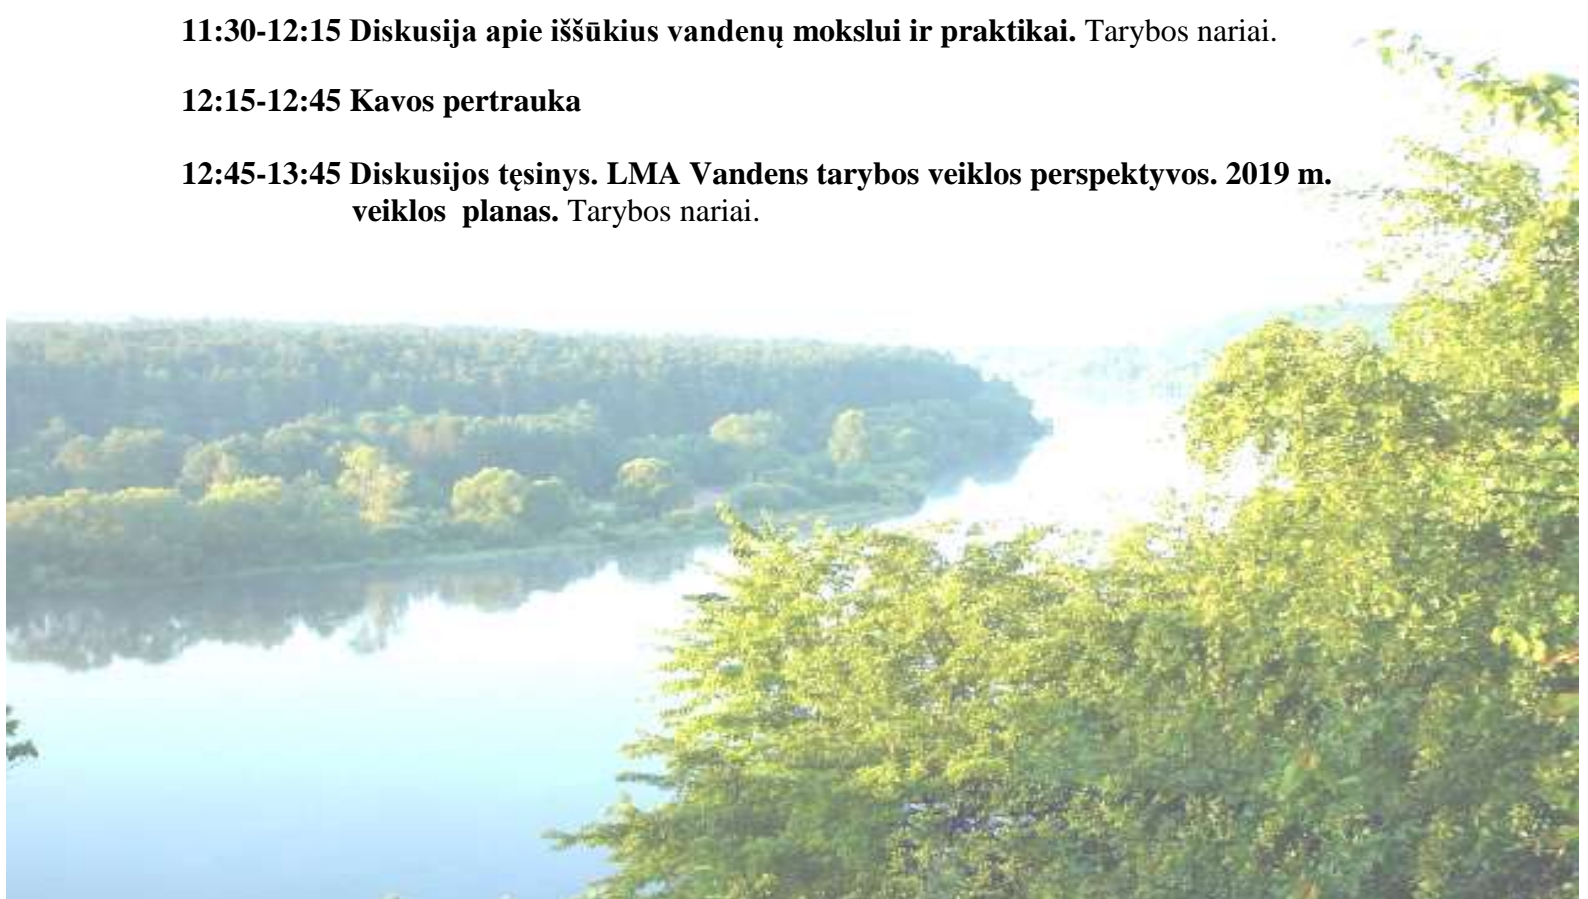 11:30-12:15 Diskusija apie iššūkius vandenų mokslui ir praktikai. Tarybos nariai.
12:15-12:45 Kavos pertrauka
12:45-13:45 Diskusijos tęsinys. LMA Vandens tarybos veiklos perspektyvos. 2019 m.
veiklos planas. Tarybos nariai.